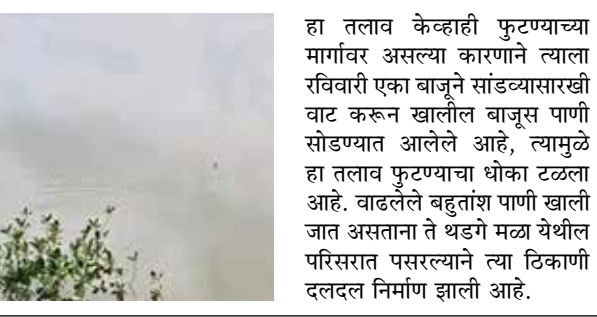 हा तलाव केव्हाही फुटण्याच्या
मार्गावर असल्या कारणाने त्याला
रविवारी एका बाजूने सांडव्यासारखी
वाट करून खालील बाजूस पाणी
सोडण्यात आलेले आहे, त्यामुळे
हा तलाव फुटण्याचा धोका टळला
आहे. वाढलेले बहुतांश पाणी खाली
जात असताना ते थडगे मळा येथील
परिसरात पसरल्याने त्या ठिकाणी
दलदल निर्माण झाली आहे.